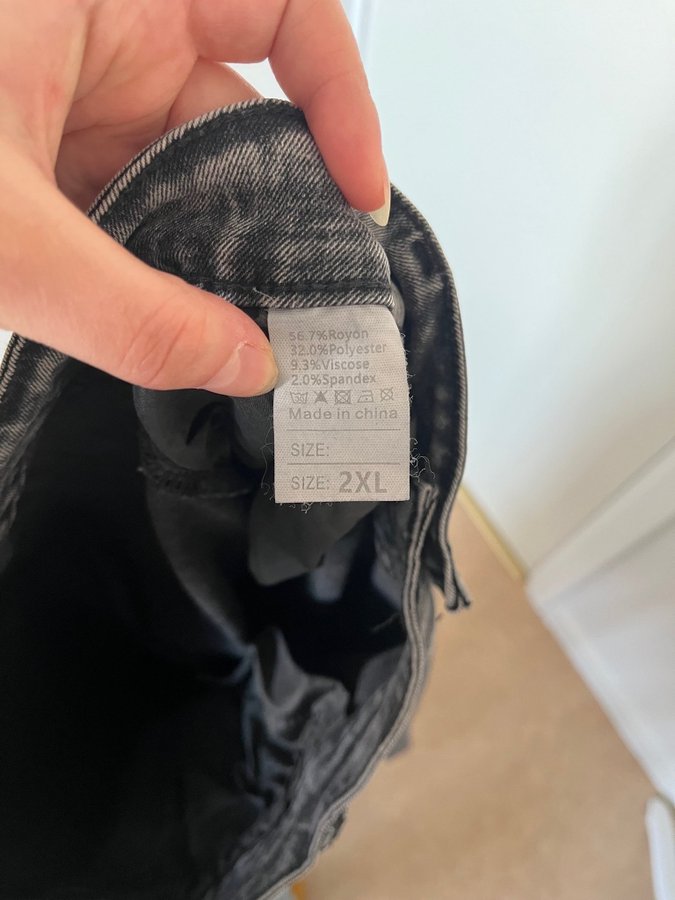 56.7%Royon
32.0%Polyester
9.3%Viscose
2.0%Spandex
Made in china
SIZE:
SIZE: 2XL